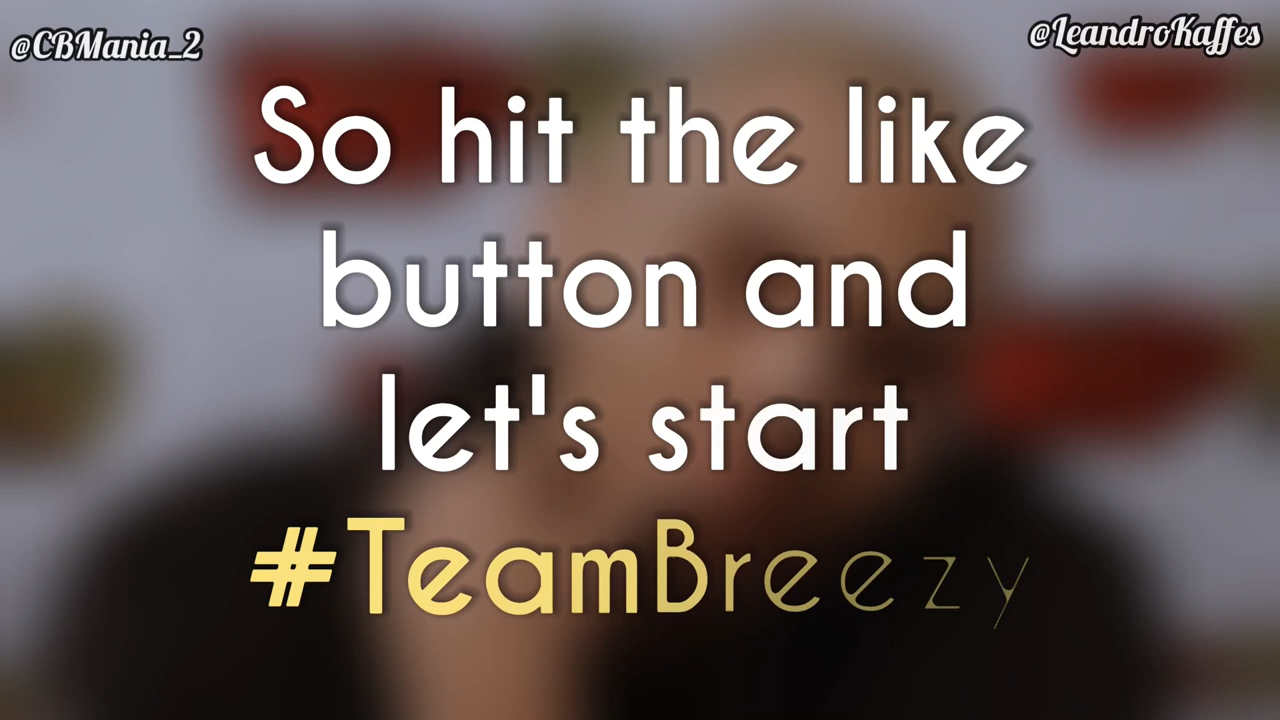 @CBMania_2
@LeandroKaffes
So hit the like
button and
let's start
#TeamBreezy